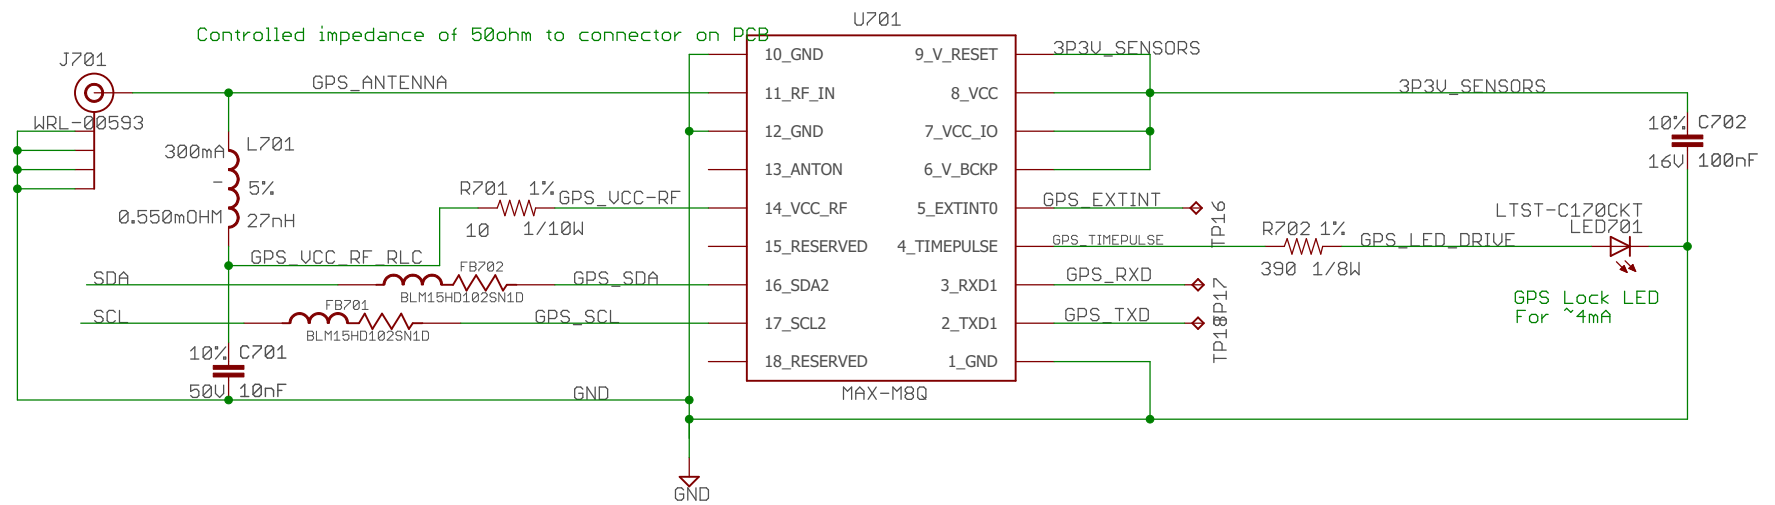 U701
Controlled impedance of 50ohm to connector on PCB
J701
WRL-00593
GPS_ANTENNA
300mA
L701
5%
0.550mOHM
27nH
R701 1%
10 1/10W
GPS_VCC-RF
GPS_VCC_RF_RLC
SDA
FB702
BLM15HD102SN1D
GPS_SDA
SCL
FB701
BLM15HD102SN1D
GPS_SCL
10% C701
50V 10nF
GND
GND
10_GND
11_RF_IN
12_GND
13_ANTON
14_VCC_RF
15_RESERVED
16_SDA2
17_SCL2
18_RESERVED
9_V_RESET
8_VCC
7_VCC_IO
6_V_BCKP
5_EXTINT0
4_TIMEPULSE
3_RXD1
2_TXD1
1_GND
MAX-M8Q
3P3V_SENSORS
3P3V_SENSORS
10% C702
16V 100nF
GPS_EXTINT
TP16
GPS_TIMEPULSE
R702 1%
390 1/8W
GPS_LED_DRIVE
LTST-C170CKT
LED701
GPS_RXD
TP17
GPS_TXD
TP18
GPS Lock LED
For ~4mA